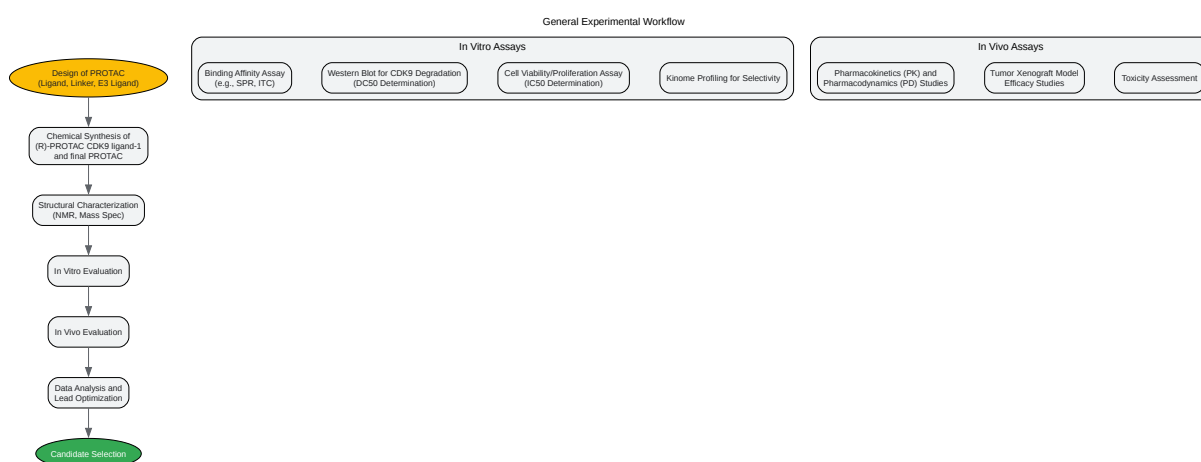 General Experimental Workflow
Design of PROTAC
(Ligand, Linker, E3 Ligand)
Chemical Synthesis of
(R)-PROTAC CDK9 ligand-1
and final PROTAC
Structural Characterization
(NMR, Mass Spec)
In Vitro Evaluation
In Vivo Evaluation
Data Analysis and
Lead Optimization
Candidate Selection
In Vitro Assays
Binding Affinity Assay
(e.g., SPR, ITC)
Western Blot for CDK9 Degradation
(DC50 Determination)
Cell Viability/Proliferation Assay
(IC50 Determination)
Kinome Profiling for Selectivity
In Vivo Assays
Pharmacokinetics (PK) and
Pharmacodynamics (PD) Studies
Tumor Xenograft Model
Efficacy Studies
Toxicity Assessment